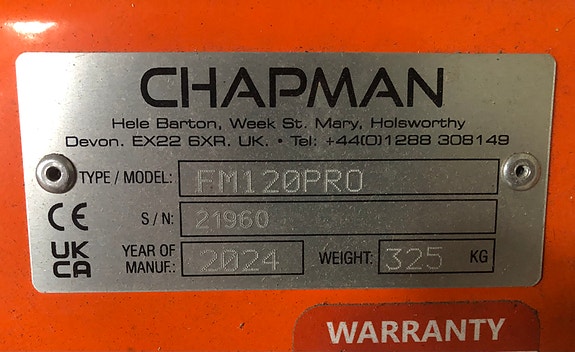 CHAPMAN
Hele Barton, Week St. Mary, Holsworthy
Devon. EX22 6XR. UK. • Tel: +44(0)1288 308149
TYPE / MODEL: FM120PRO
CE S/N: 21960
UK CA YEAR OF MANUF.: 2024 WEIGHT: 325 KG
WARRANTY